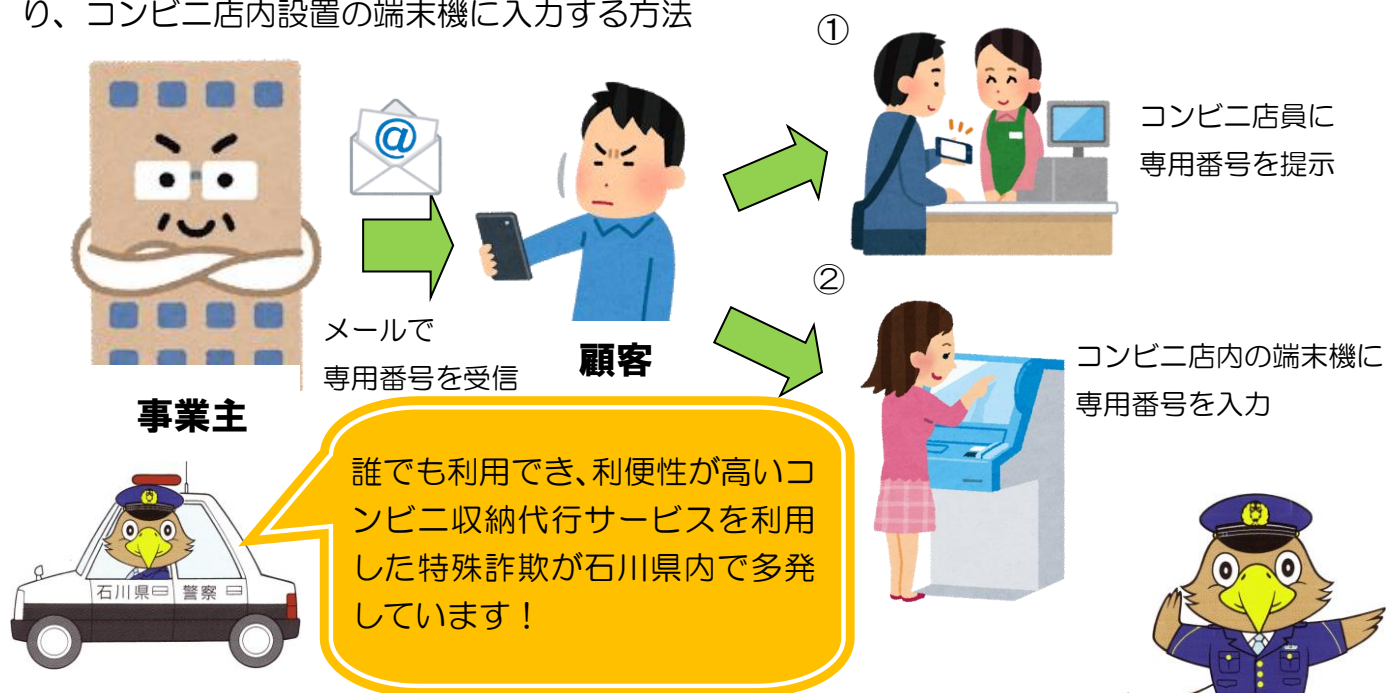 り、コンビニ店内設置の端末機に入力する方法
①
コンビニ店員に
専用番号を提示
@
メールで
専用番号を受信
顧客
事業主
②
コンビニ店内の端末機に
専用番号を入力
誰でも利用でき、利便性が高いコ
ンビニ収納代行サービスを利用
した特殊詐欺が石川県内で多発
しています！
石川県 警察